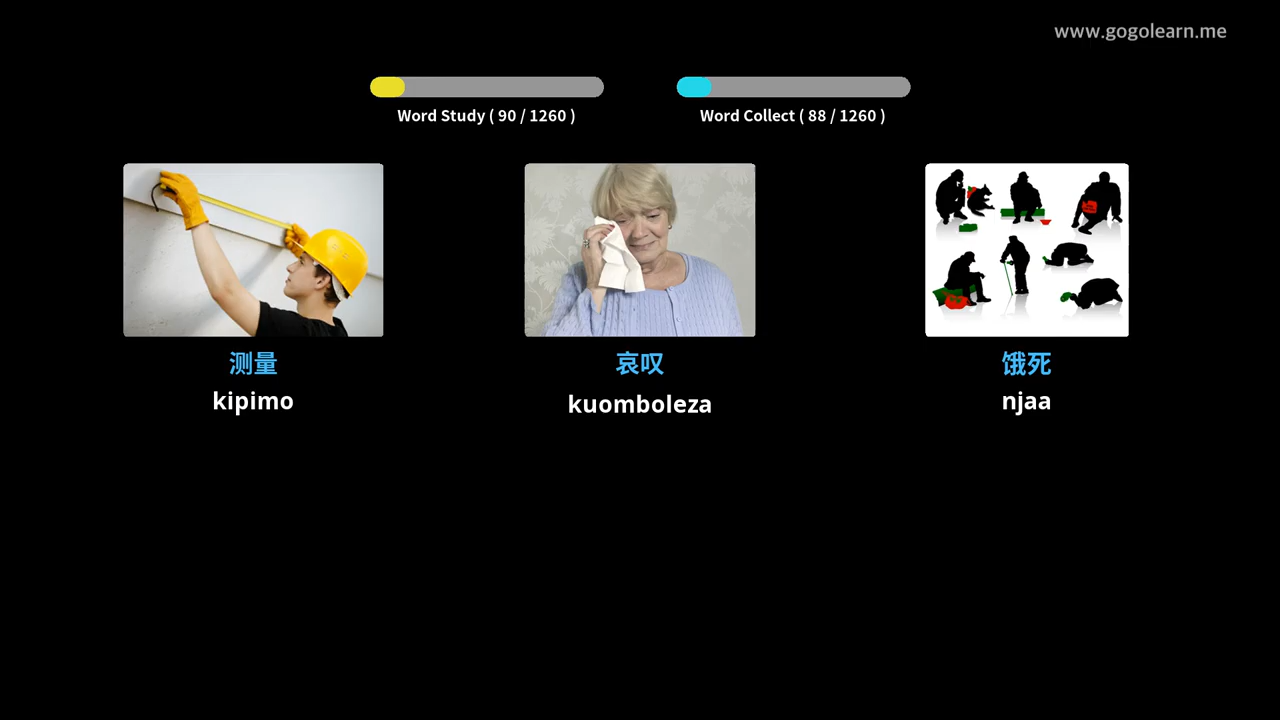 www.gogolearn.me
Word Study ( 90 / 1260 )
Word Collect ( 88 / 1260 )
测量
哀叹
饿死
kipimo
kuomboleza
njaa